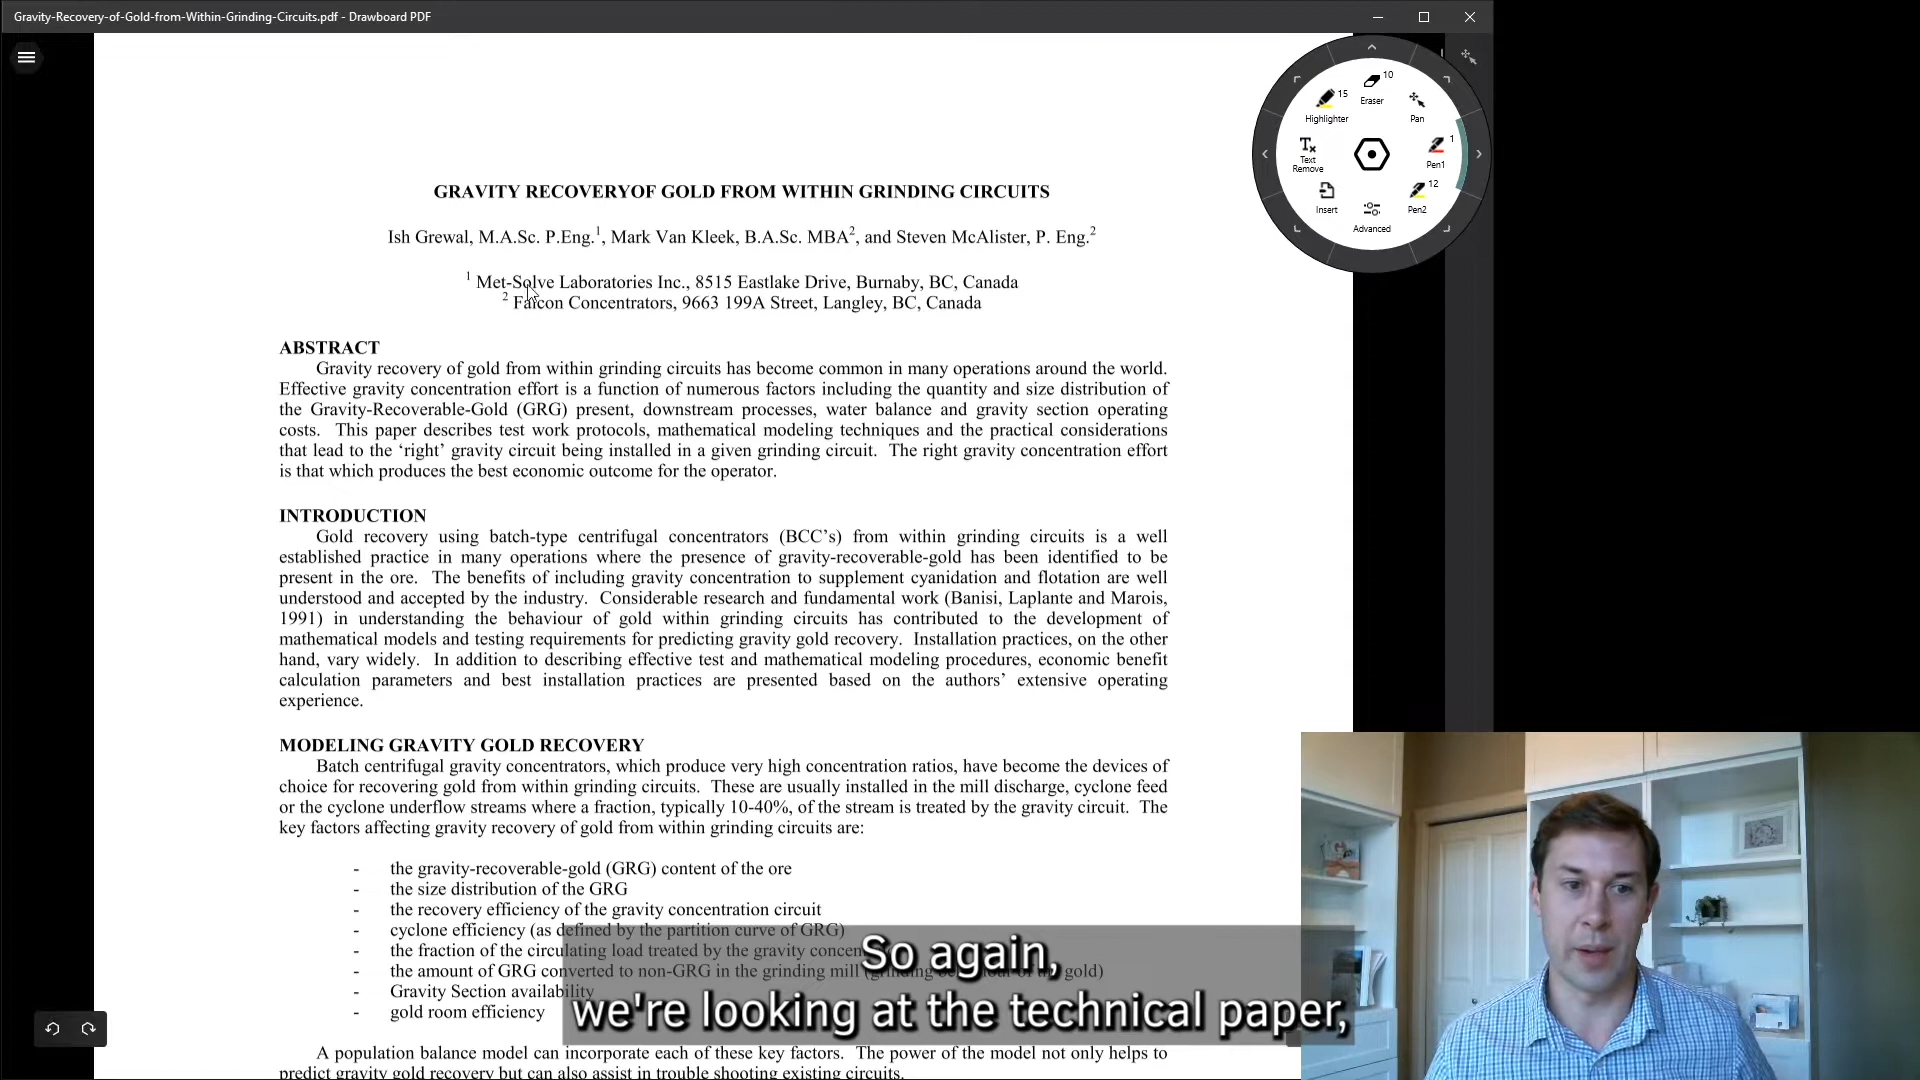 Gravity-Recovery-of-Gold-from-Within-Grinding-Circuits.pdf - Drawboard PDF
10
Eraser
15
Highlighter
Pan
Text
Remove
1
Pen1
Insert
12
Pen2
Advanced
GRAVITY RECOVERYOF GOLD FROM WITHIN GRINDING CIRCUITS
Ish Grewal, M.A.Sc. P.Eng.1, Mark Van Kleek, B.A.Sc. MBA2, and Steven McAlister, P. Eng.2
1 Met-Solve Laboratories Inc., 8515 Eastlake Drive, Burnaby, BC, Canada
2 Falcon Concentrators, 9663 199A Street, Langley, BC, Canada
ABSTRACT
Gravity recovery of gold from within grinding circuits has become common in many operations around the world.
Effective gravity concentration effort is a function of numerous factors including the quantity and size distribution of
the Gravity-Recoverable-Gold (GRG) present, downstream processes, water balance and gravity section operating
costs. This paper describes test work protocols, mathematical modeling techniques and the practical considerations
that lead to the ‘right’ gravity circuit being installed in a given grinding circuit. The right gravity concentration effort
is that which produces the best economic outcome for the operator.
INTRODUCTION
Gold recovery using batch-type centrifugal concentrators (BCC’s) from within grinding circuits is a well
established practice in many operations where the presence of gravity-recoverable-gold has been identified to be
present in the ore. The benefits of including gravity concentration to supplement cyanidation and flotation are well
understood and accepted by the industry. Considerable research and fundamental work (Banisi, Laplante and Marois,
1991) in understanding the behaviour of gold within grinding circuits has contributed to the development of
mathematical models and testing requirements for predicting gravity gold recovery. Installation practices, on the other
hand, vary widely. In addition to describing effective test and mathematical modeling procedures, economic benefit
calculation parameters and best installation practices are presented based on the authors’ extensive operating
experience.
MODELING GRAVITY GOLD RECOVERY
Batch centrifugal gravity concentrators, which produce very high concentration ratios, have become the devices of
choice for recovering gold from within grinding circuits. These are usually installed in the mill discharge, cyclone feed
or the cyclone underflow streams where a fraction, typically 10-40%, of the stream is treated by the gravity circuit. The
key factors affecting gravity recovery of gold from within grinding circuits are:
- the gravity-recoverable-gold (GRG) content of the ore
- the size distribution of the GRG
- the recovery efficiency of the gravity concentration circuit
- cyclone efficiency (as defined by the partition curve of GRG)
- the fraction of the circulating load treated by the gravity
- the amount of GRG converted to non-GRG in the grinding mill gold)
- Gravity Section availability
- gold room efficiency
So again,
we're looking at the technical paper,
A population balance model can incorporate each of these key factors. The power of the model not only helps to
predict gravity gold recovery but can also assist in trouble shooting existing circuits.